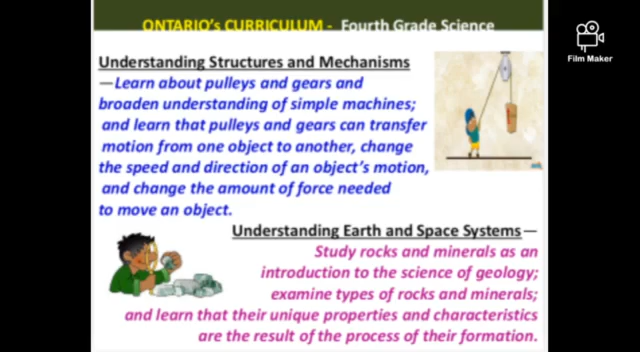 ONTARIO's CURRICULUM - Fourth Grade Science
Film Maker
Understanding Structures and Mechanisms
—Learn about pulleys and gears and
broaden understanding of simple machines;
and learn that pulleys and gears can transfer
motion from one object to another, change
the speed and direction of an object's motion,
and change the amount of force needed
to move an object.
Understanding Earth and Space Systems—
Study rocks and minerals as an
introduction to the science of geology;
examine types of rocks and minerals;
and learn that their unique properties and characteristics
are the result of the process of their formation.